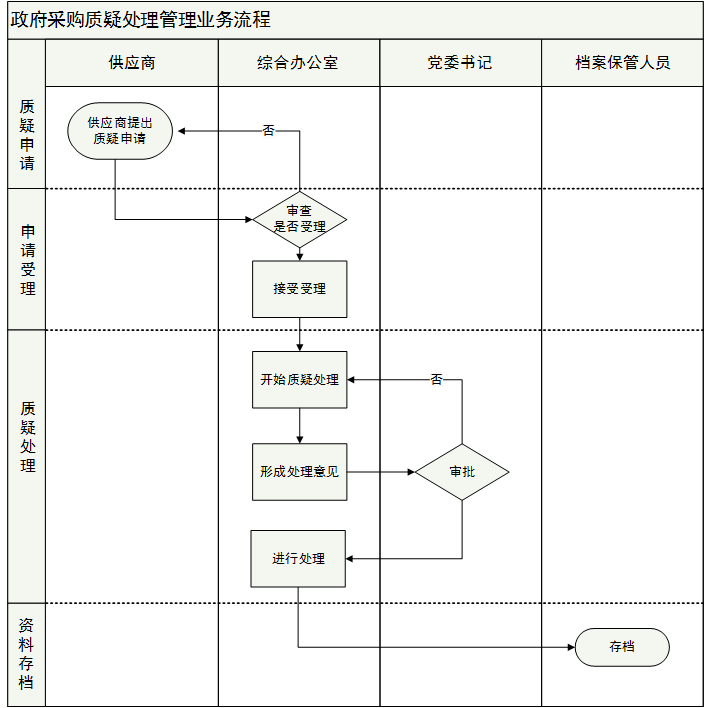 政府采购质疑处理管理业务流程
供应商
综合办公室
党委书记
档案保管人员
质疑申请
供应商提出
质疑申请
否
申请受理
审查
是否受理
接受受理
质疑处理
开始质疑处理
否
形成处理意见
审批
进行处理
资料存档
存档